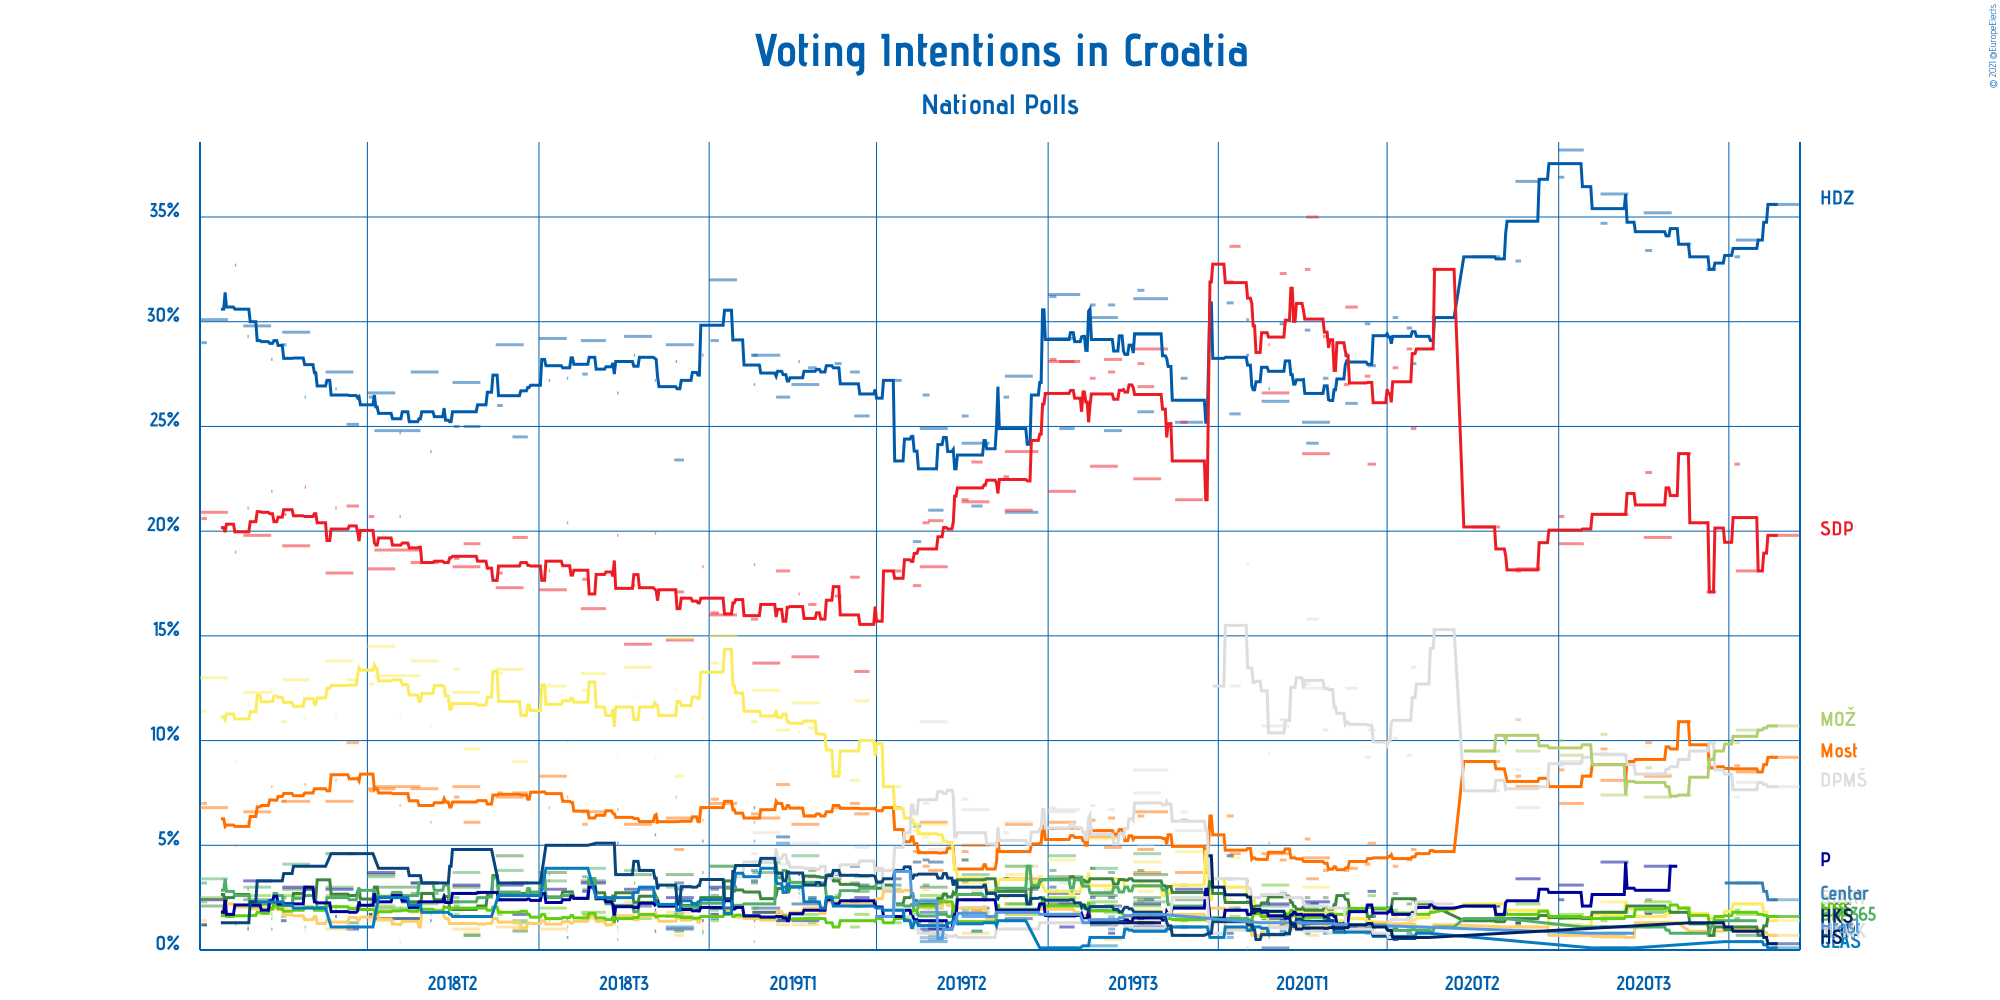 Voting Intentions in Croatia
National Polls
© 2021 @EuropeElects
35%
30%
25%
20%
15%
10%
5%
0%
HDZ
SDP
MOŽ
Most
DPMŠ
P
Centar
HKS
GLAS
2018T2
2018T3
2019T1
2019T2
2019T3
2020T1
2020T2
2020T3